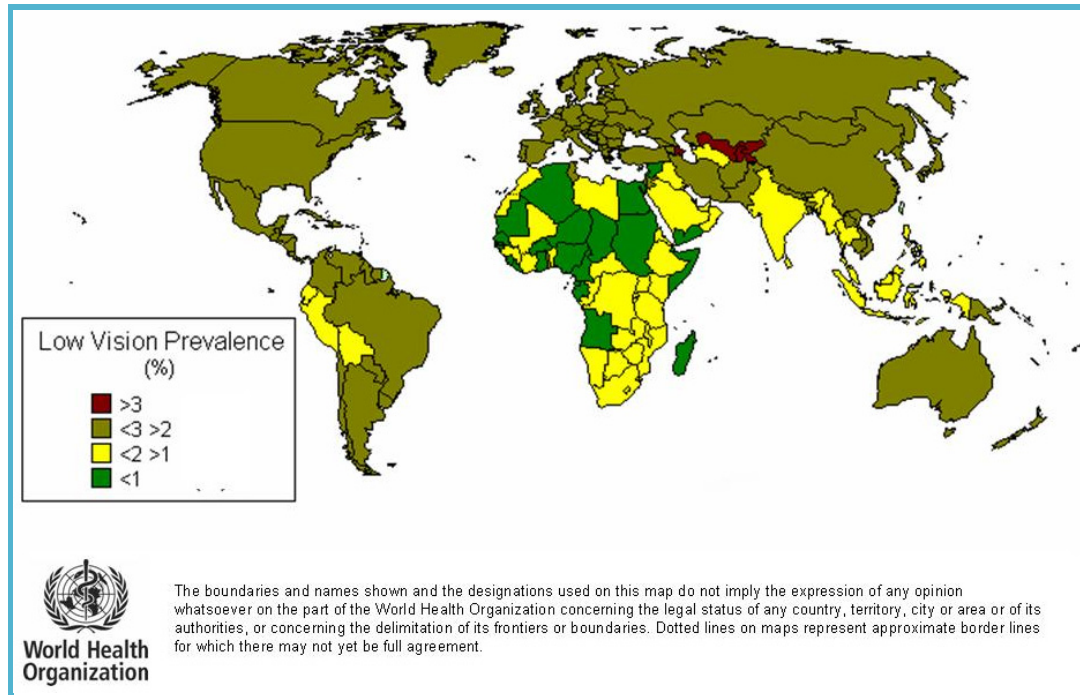 Low Vision Prevalence
(%)
>3
<3 >2
<2 >1
<1
The boundaries and names shown and the designations used on this map do not imply the expression of any opinion
whatsoever on the part of the World Health Organization concerning the legal status of any country, territory, city or area or of its
authorities, or concerning the delimitation of its frontiers or boundaries. Dotted lines on maps represent approximate border lines
for which there may not yet be full agreement.
World Health
Organization